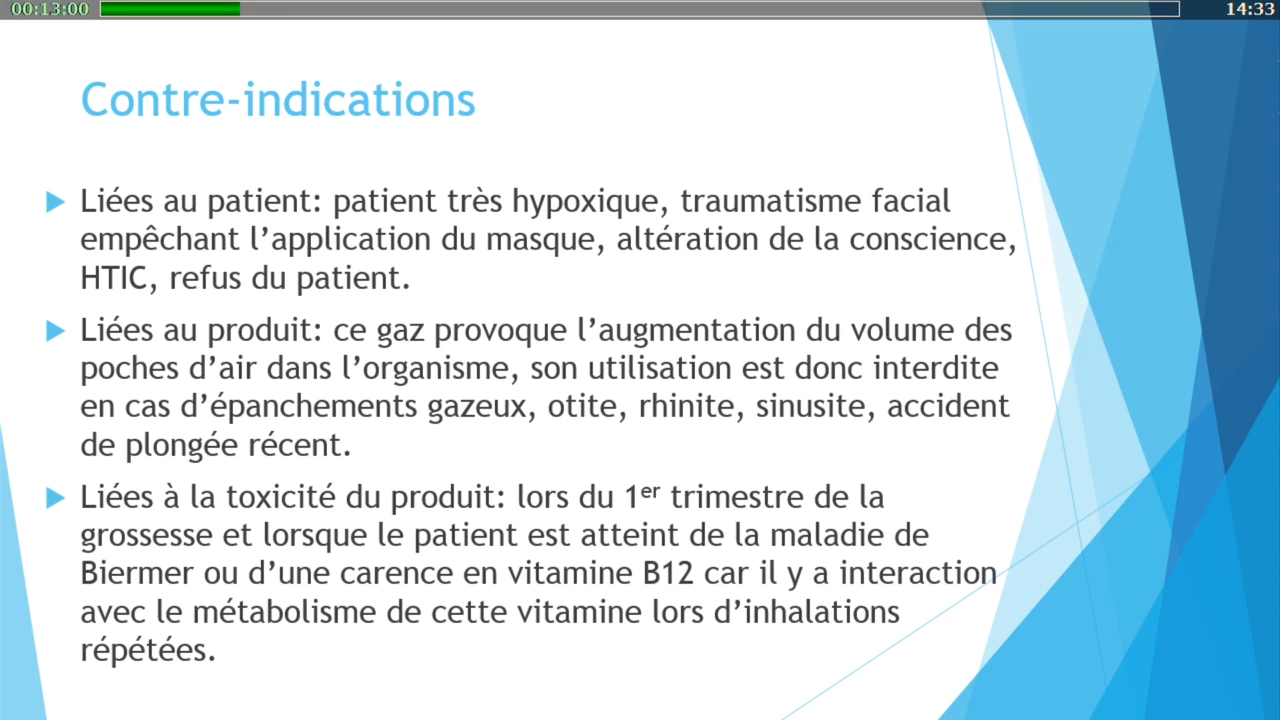 00:13:00
14:33
Contre-indications
Liées au patient: patient très hypoxique, traumatisme facial
empêchant l’application du masque, altération de la conscience,
HTIC, refus du patient.
Liées au produit: ce gaz provoque l’augmentation du volume des
poches d’air dans l’organisme, son utilisation est donc interdite
en cas d’épanchements gazeux, otite, rhinite, sinusite, accident
de plongée récent.
Liées à la toxicité du produit: lors du 1er trimestre de la
grossesse et lorsque le patient est atteint de la maladie de
Biermer ou d’une carence en vitamine B12 car il y a interaction
avec le métabolisme de cette vitamine lors d’inhalations
répétées.